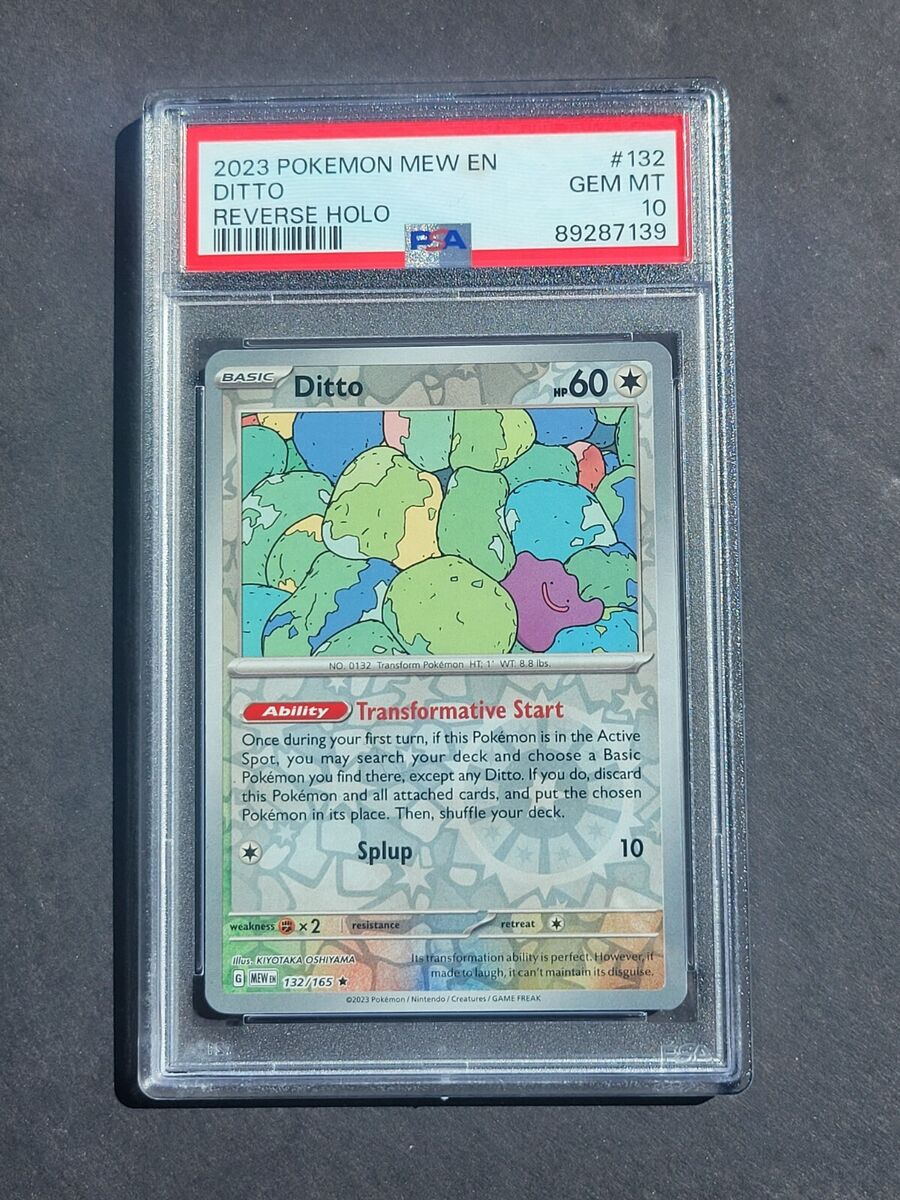 2023 POKEMON MEW EN #132
DITTO GEM MT
REVERSE HOLO 10
PSA 89287139
BASIC Ditto HP 60
NO. 0132 Transform Pokémon HT: 1' WT: 8.8 lbs.
Ability Transformative Start
Once during your first turn, if this Pokémon is in the Active
Spot, you may search your deck and choose a Basic
Pokémon you find there, except any Ditto. If you do, discard
this Pokémon and all attached cards, and put the chosen
Pokémon in its place. Then, shuffle your deck.
Splup 10
weakness ×2 resistance retreat
Illus. KIYOTAKA OSHIYAMA
Its transformation ability is perfect. However, if
made to laugh, it can't maintain its disguise.
G MEW EN 132/165 ★
©2023 Pokémon / Nintendo / Creatures / GAME FREAK
PSA